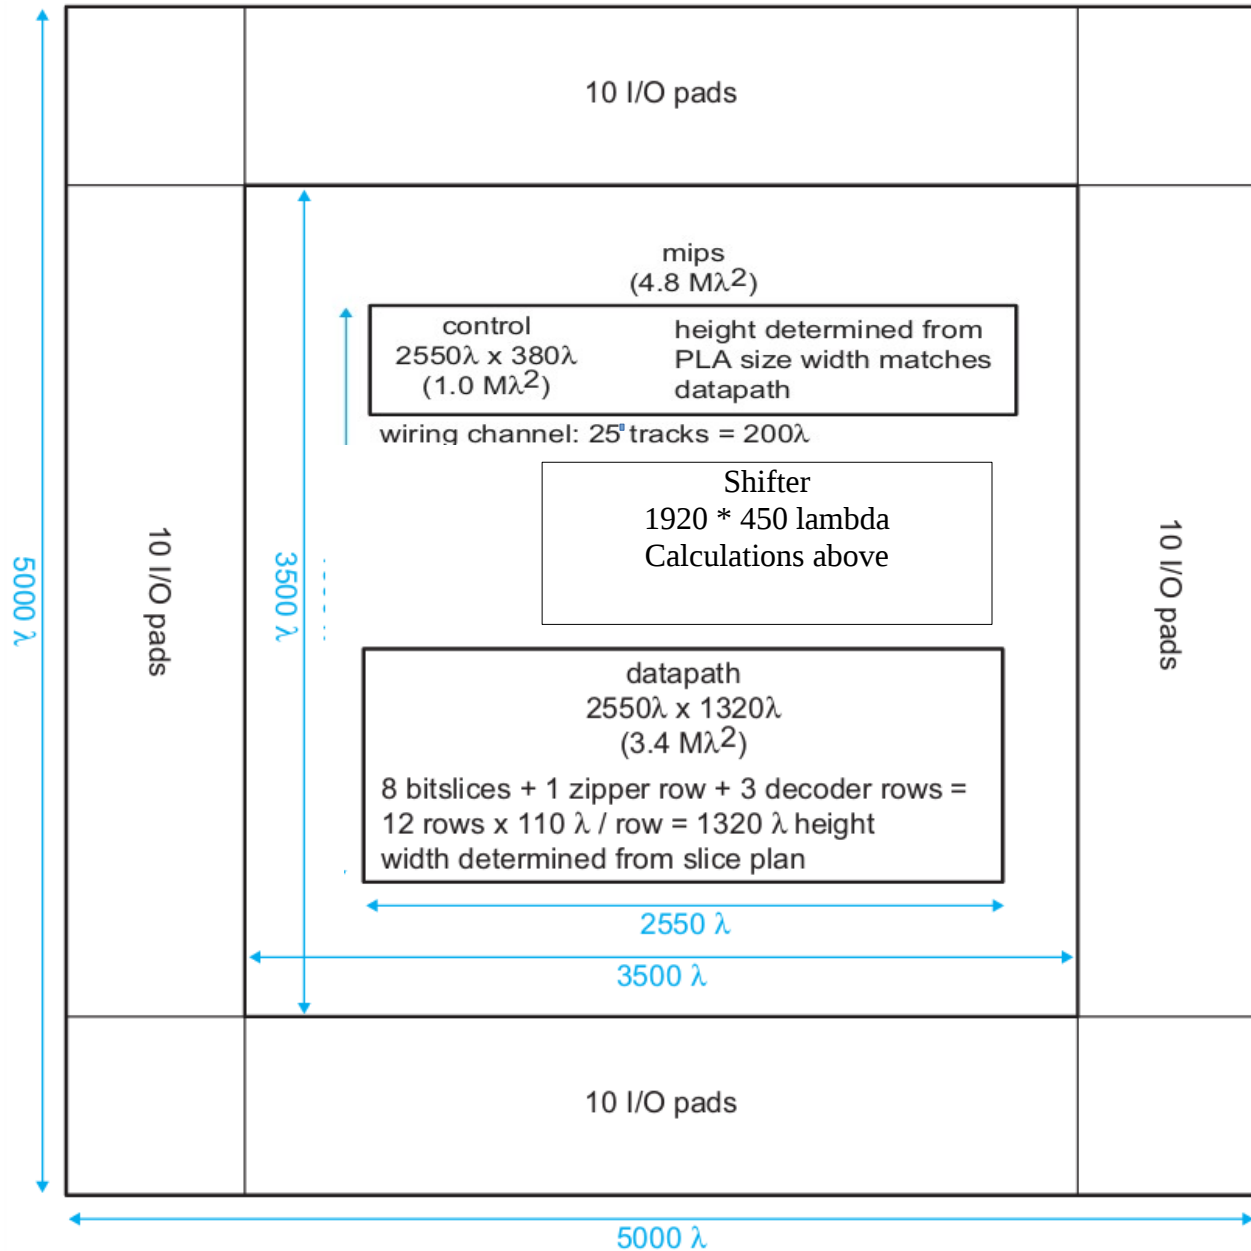 10 I/O pads
mips
(4.8 Mλ²)
control
2550λ x 380λ
(1.0 Mλ²)
height determined from
PLA size width matches
datapath
wiring channel: 25 tracks = 200λ
Shifter
1920 * 450 lambda
Calculations above
10 I/O pads
5000 λ
3500 λ
10 I/O pads
datapath
2550λ x 1320λ
(3.4 Mλ²)
8 bitslices + 1 zipper row + 3 decoder rows =
12 rows x 110 λ / row = 1320 λ height
width determined from slice plan
2550 λ
3500 λ
10 I/O pads
5000 λ